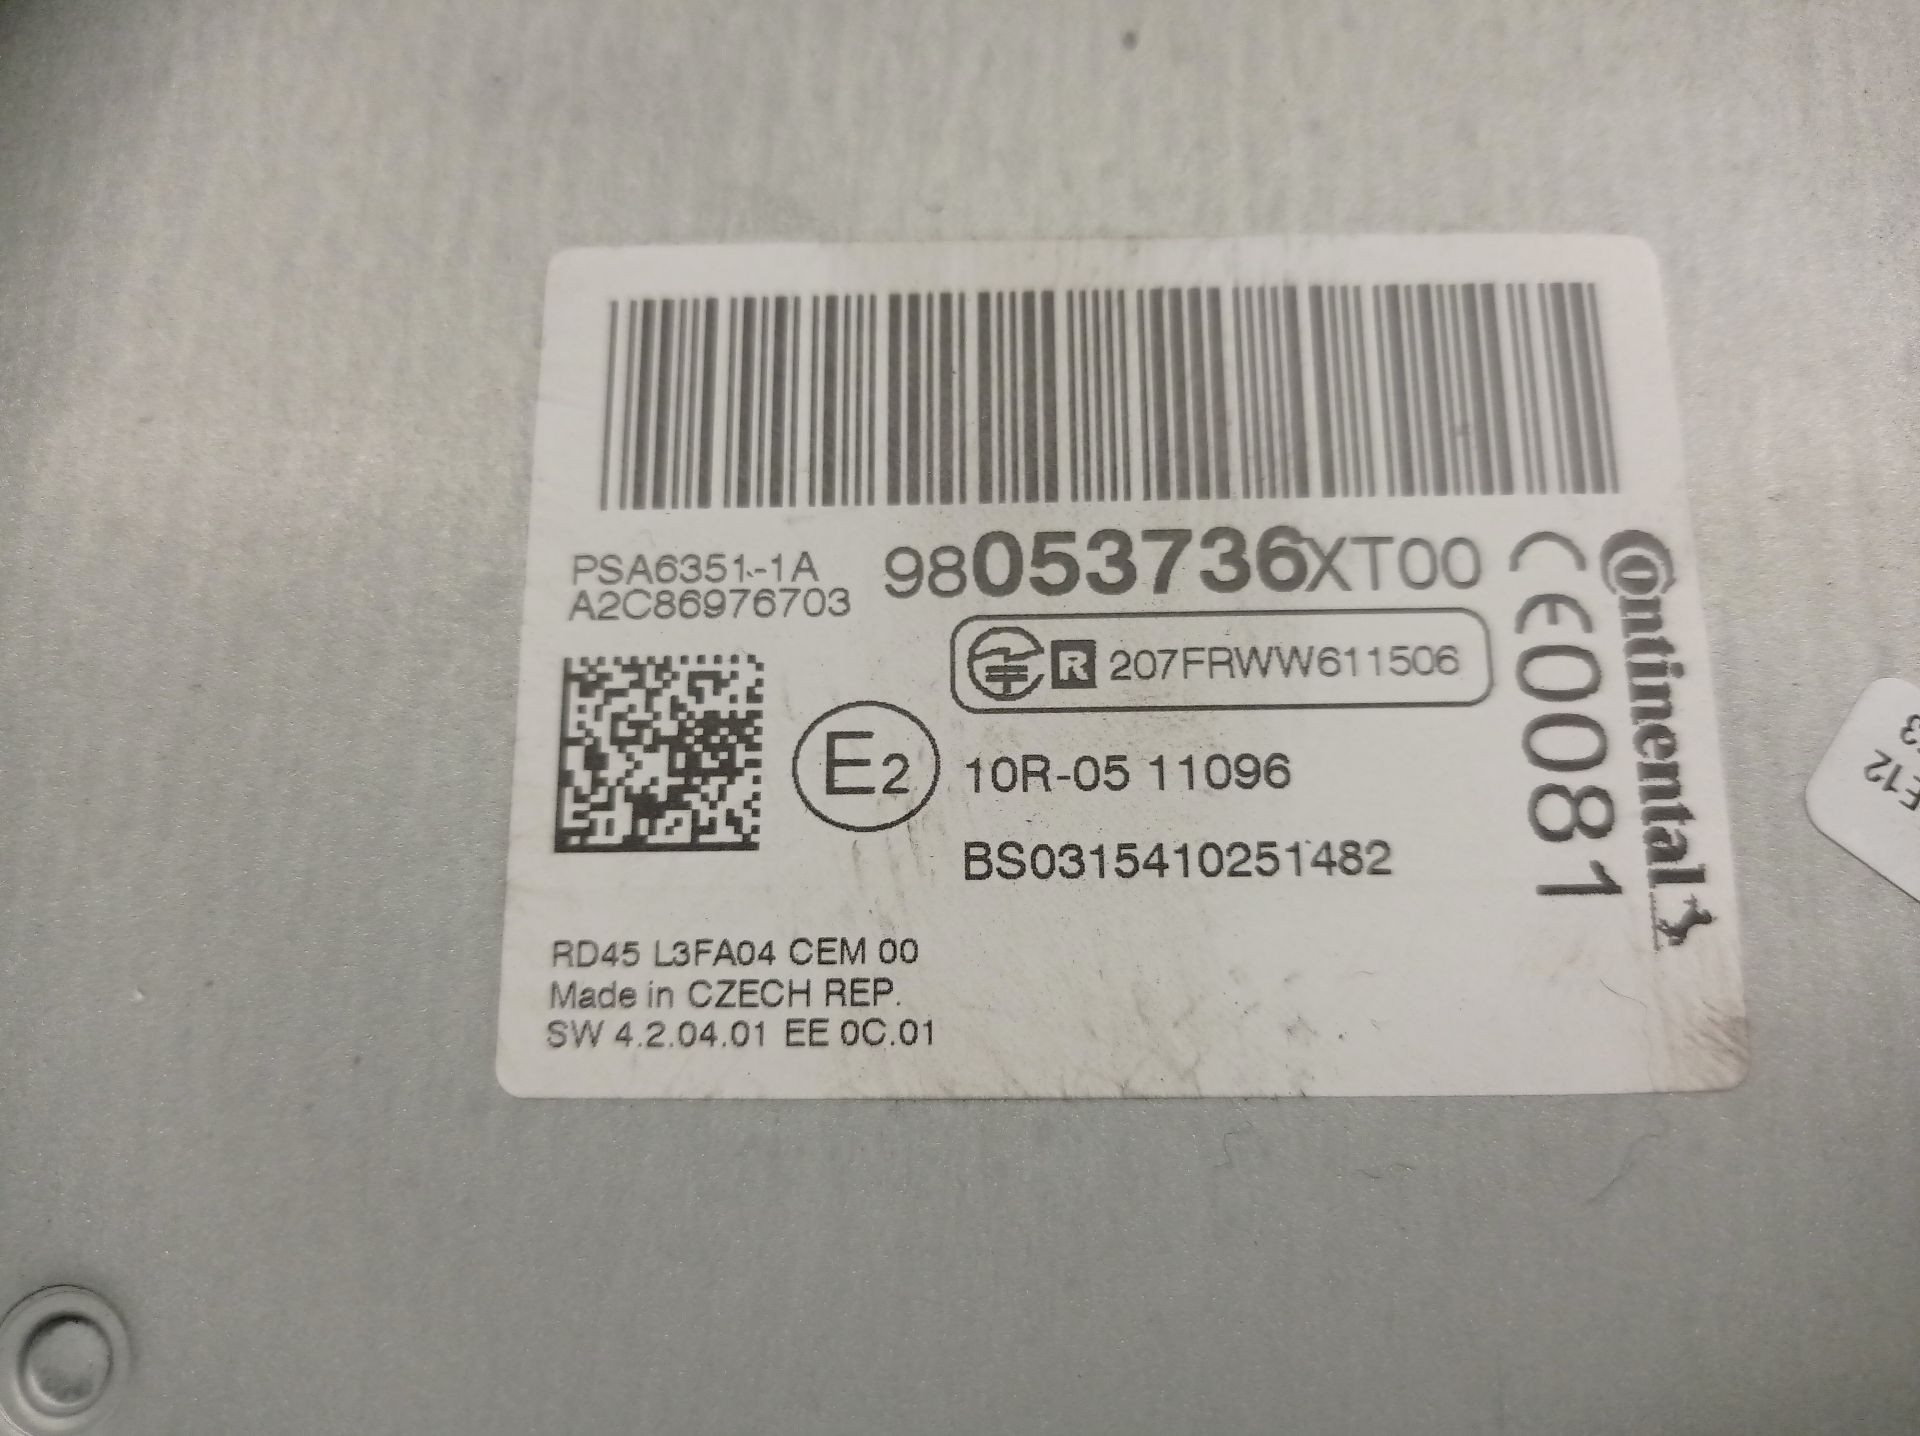 PSA6351-1A
A2C86976703
98053736XT00
R 207FRWW611506
E2
10R-05 11096
BS0315410251482
RD45 L3FA04 CEM 00
Made in CZECH REP.
SW 4.2.04.01 EE 0C.01
CE0081
Continental
E12